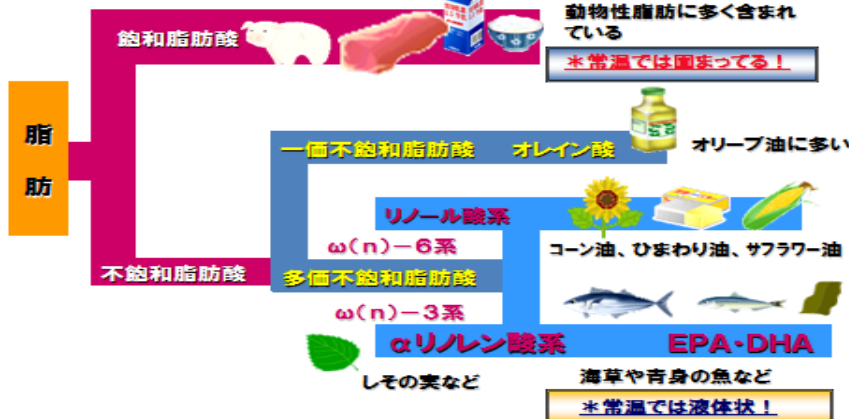 動物性脂肪に多く含まれ
ている
飽和脂肪酸
*常温では固まってる!
脂
肪
一価不飽和脂肪酸 オレイン酸
オリーブ油に多い
リノール酸系
ω(n)-6系
コーン油、ひまわり油、サフラワー油
不飽和脂肪酸
多価不飽和脂肪酸
ω(n)-3系
αリノレン酸系 EPA・DHA
しその実など
海草や青身の魚など
*常温では液体状!